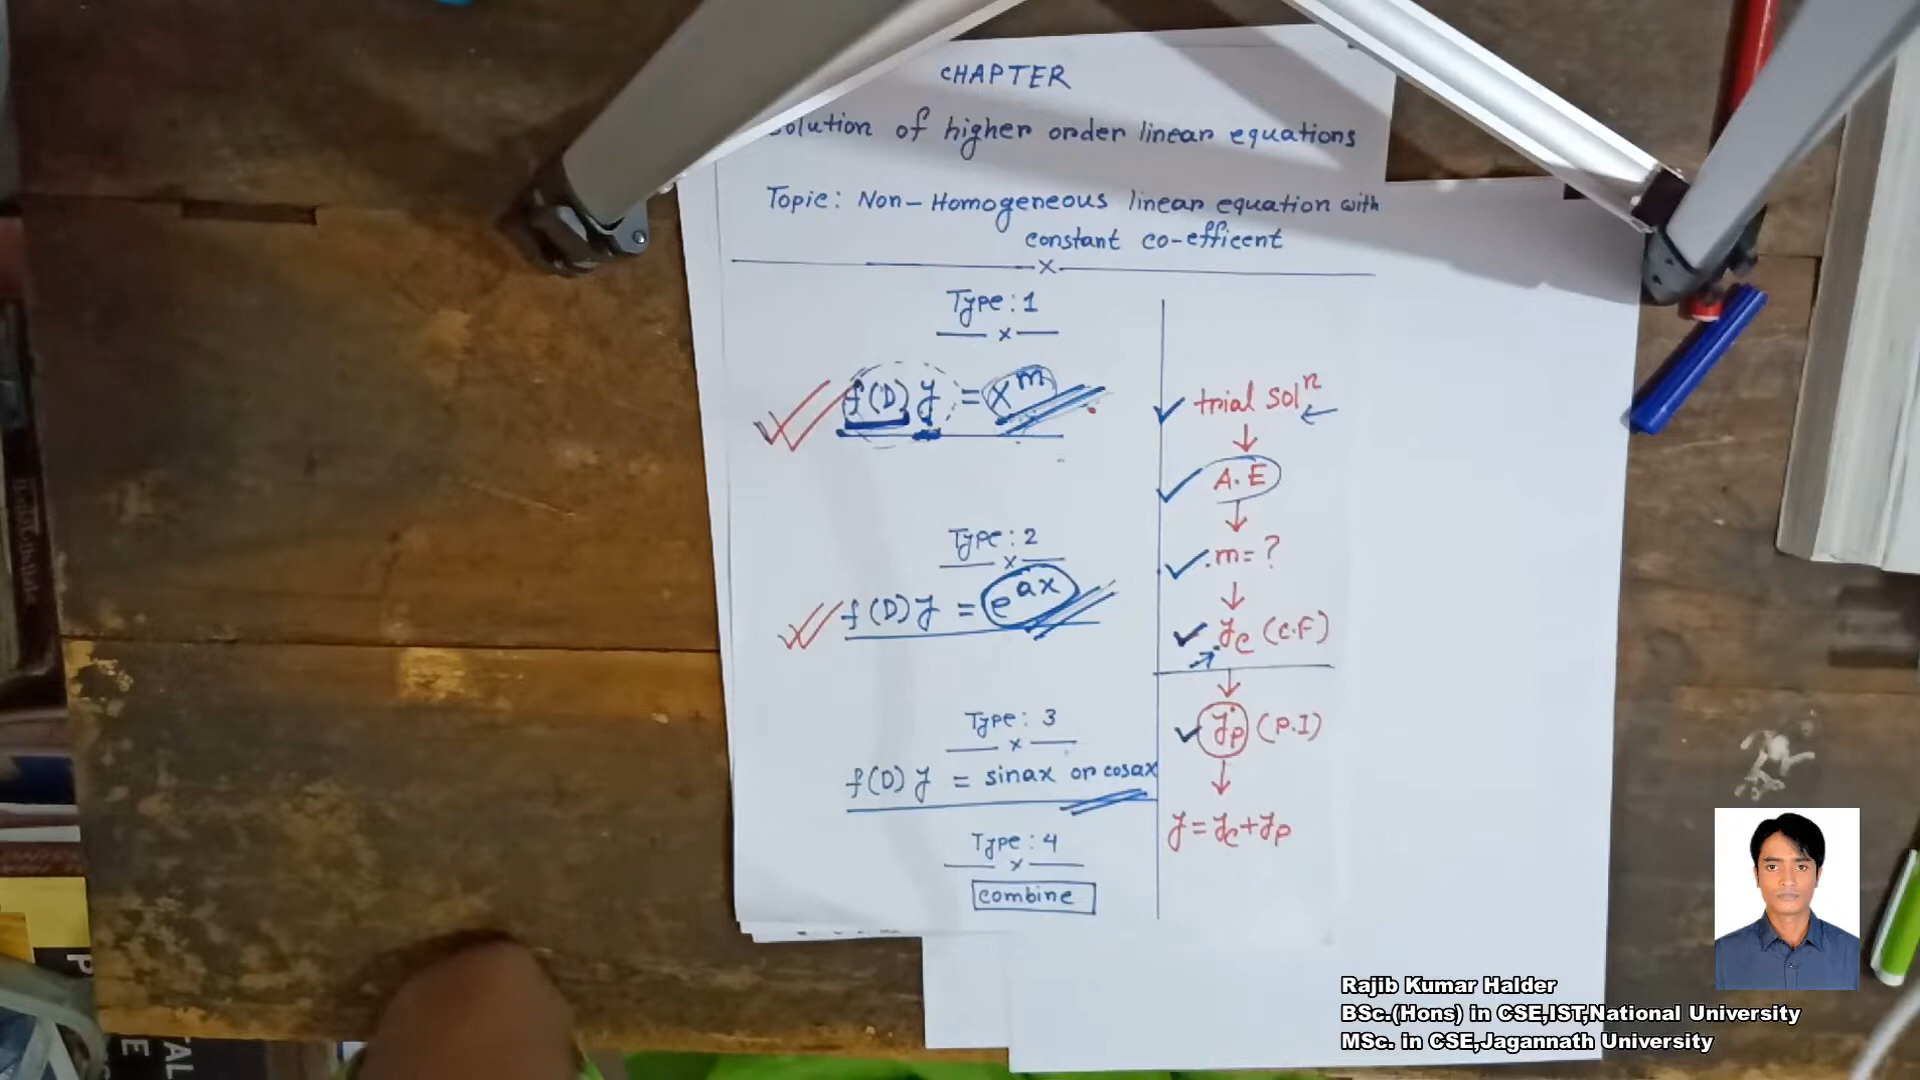 CHAPTER
solution of higher order linear equations
Topic: Non-Homogeneous linear equation with
constant co-efficent
x
Type: 1
x
f(D) y = x^m
Type: 2
x
f(D) y = e^ax
Type: 3
x
f(D) y = sinax or cosax
Type: 4
x
combine
trial sol^n
↓
A.E
↓
m = ?
↓
y_c (C.F)
↓
y_p (P.I)
↓
y = y_c + y_p
Rajib Kumar Halder
BSc.(Hons) in CSE,IST,National University
MSc. in CSE,Jagannath University